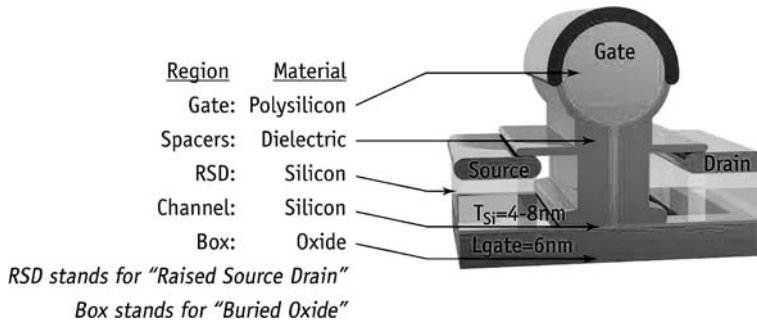 Region Material
Gate: Polysilicon
Spacers: Dielectric
RSD: Silicon
Channel: Silicon
Box: Oxide
RSD stands for “Raised Source Drain”
Box stands for “Buried Oxide”
Gate
Source
Drain
TSi=4-8nm
Lgate=6nm